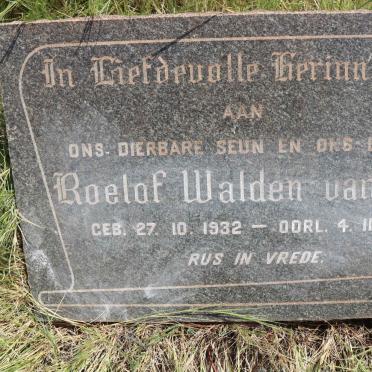 In Liefdevolle Herinn
AAN
ONS DIERBARE SEUN EN ONS
Roelof Walden van
GEB. 27. 10. 1932 — OORL. 4. 11
RUS IN VREDE.